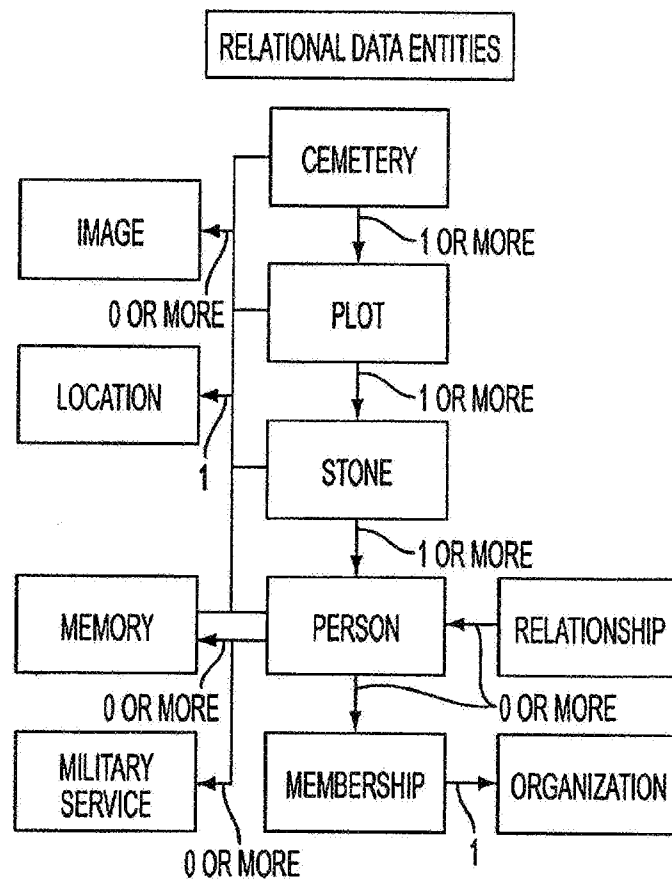 RELATIONAL DATA ENTITIES
CEMETERY
IMAGE
1 OR MORE
0 OR MORE
PLOT
LOCATION
1 OR MORE
1
STONE
1 OR MORE
MEMORY
PERSON
RELATIONSHIP
0 OR MORE
0 OR MORE
MILITARY
SERVICE
MEMBERSHIP
ORGANIZATION
0 OR MORE
1